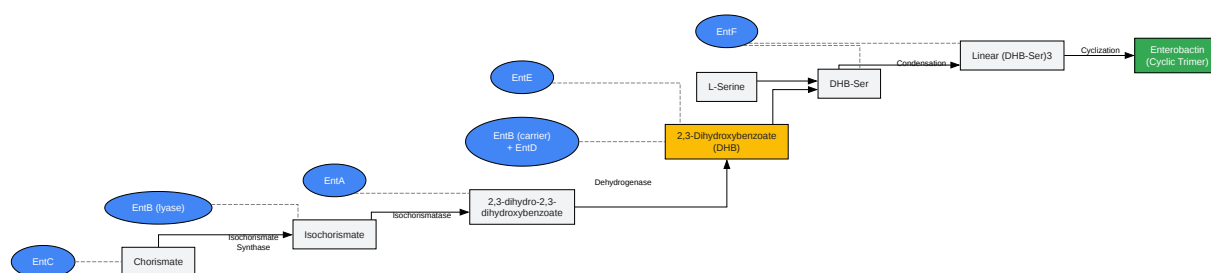 EntF
Linear (DHB-Ser)3
Cyclization
Enterobactin
(Cyclic Trimer)
Condensation
EntE
L-Serine
DHB-Ser
EntB (carrier)
+ EntD
2,3-Dihydroxybenzoate
(DHB)
EntA
Dehydrogenase
2,3-dihydro-2,3-
dihydroxybenzoate
EntB (lyase)
Isochorismatase
Isochorismate
Isochorismate
Synthase
EntC
Chorismate